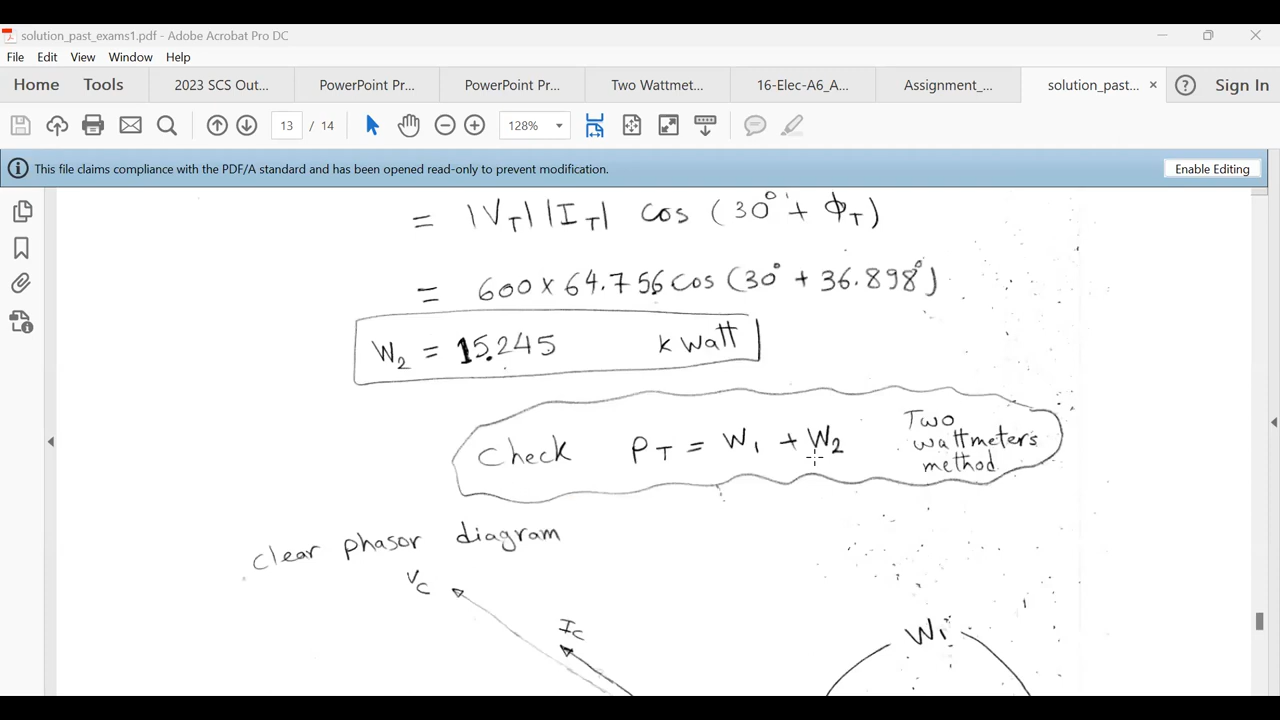 solution_past_exams1.pdf - Adobe Acrobat Pro DC
File Edit View Window Help
Home Tools 2023 SCS Out... PowerPoint Pr... PowerPoint Pr... Two Wattmet... 16-Elec-A6_A... Assignment_... solution_past... × ? Sign In
13 / 14 128%
This file claims compliance with the PDF/A standard and has been opened read-only to prevent modification. Enable Editing
= |V_T| |I_T| cos (30° + Φ_T)
= 600 × 64.756 cos (30° + 36.898°)
W₂ = 15.245 k watt
Check P_T = W₁ + W₂ Two wattmeters method
clear phasor diagram
V_C
I_C
W₁